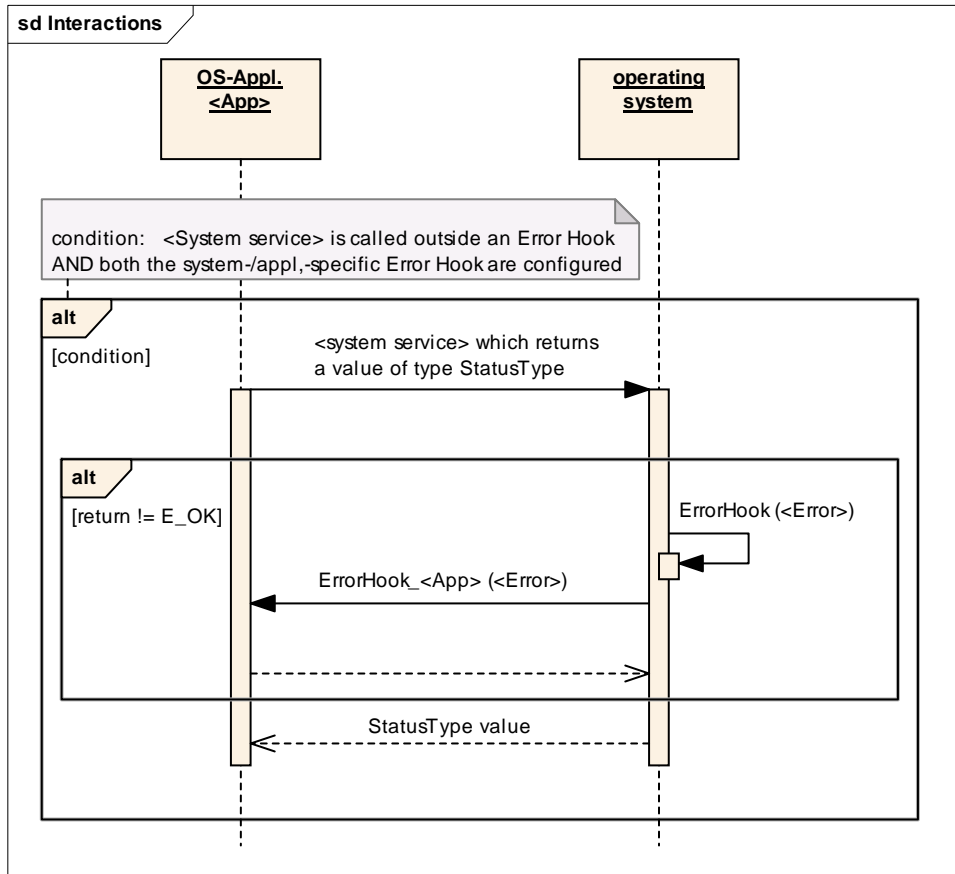 sd Interactions
OS-Appl.
<App>
operating
system
condition: <System service> is called outside an Error Hook
AND both the system-/appl,-specific Error Hook are configured
alt
[condition]
<system service> which returns
a value of type StatusType
alt
[return != E_OK]
ErrorHook (<Error>)
ErrorHook_<App> (<Error>)
StatusType value